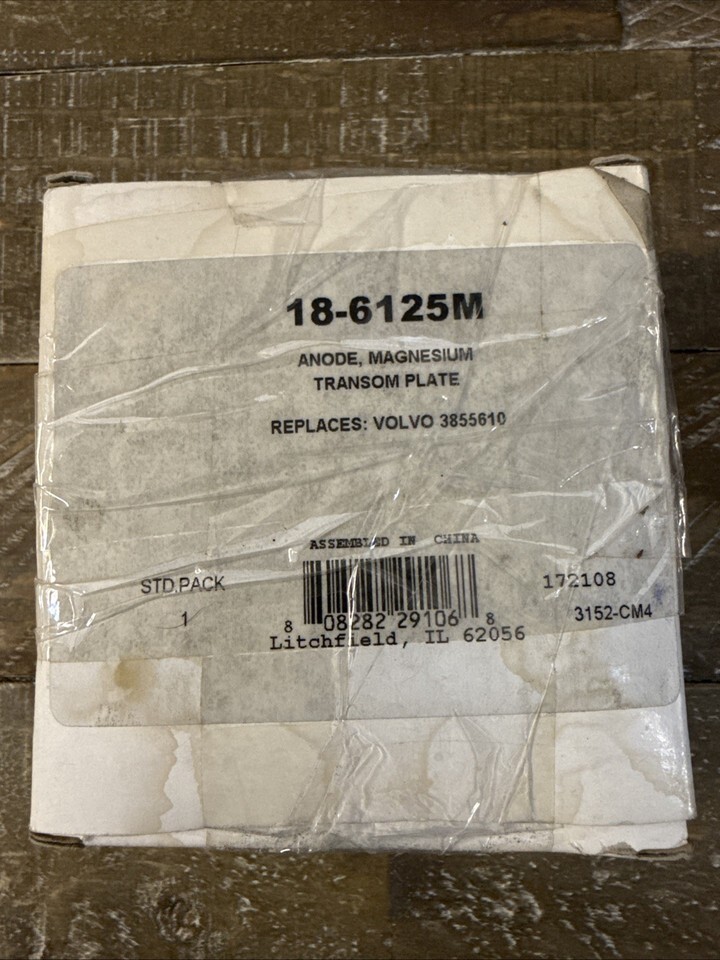 18-6125M
ANODE, MAGNESIUM
TRANSOM PLATE
REPLACES: VOLVO 3855610
ASSEMBLED IN CHINA
STD.PACK
172108
1
8 08282 29106 8
3152-CM4
Litchfield, IL 62056